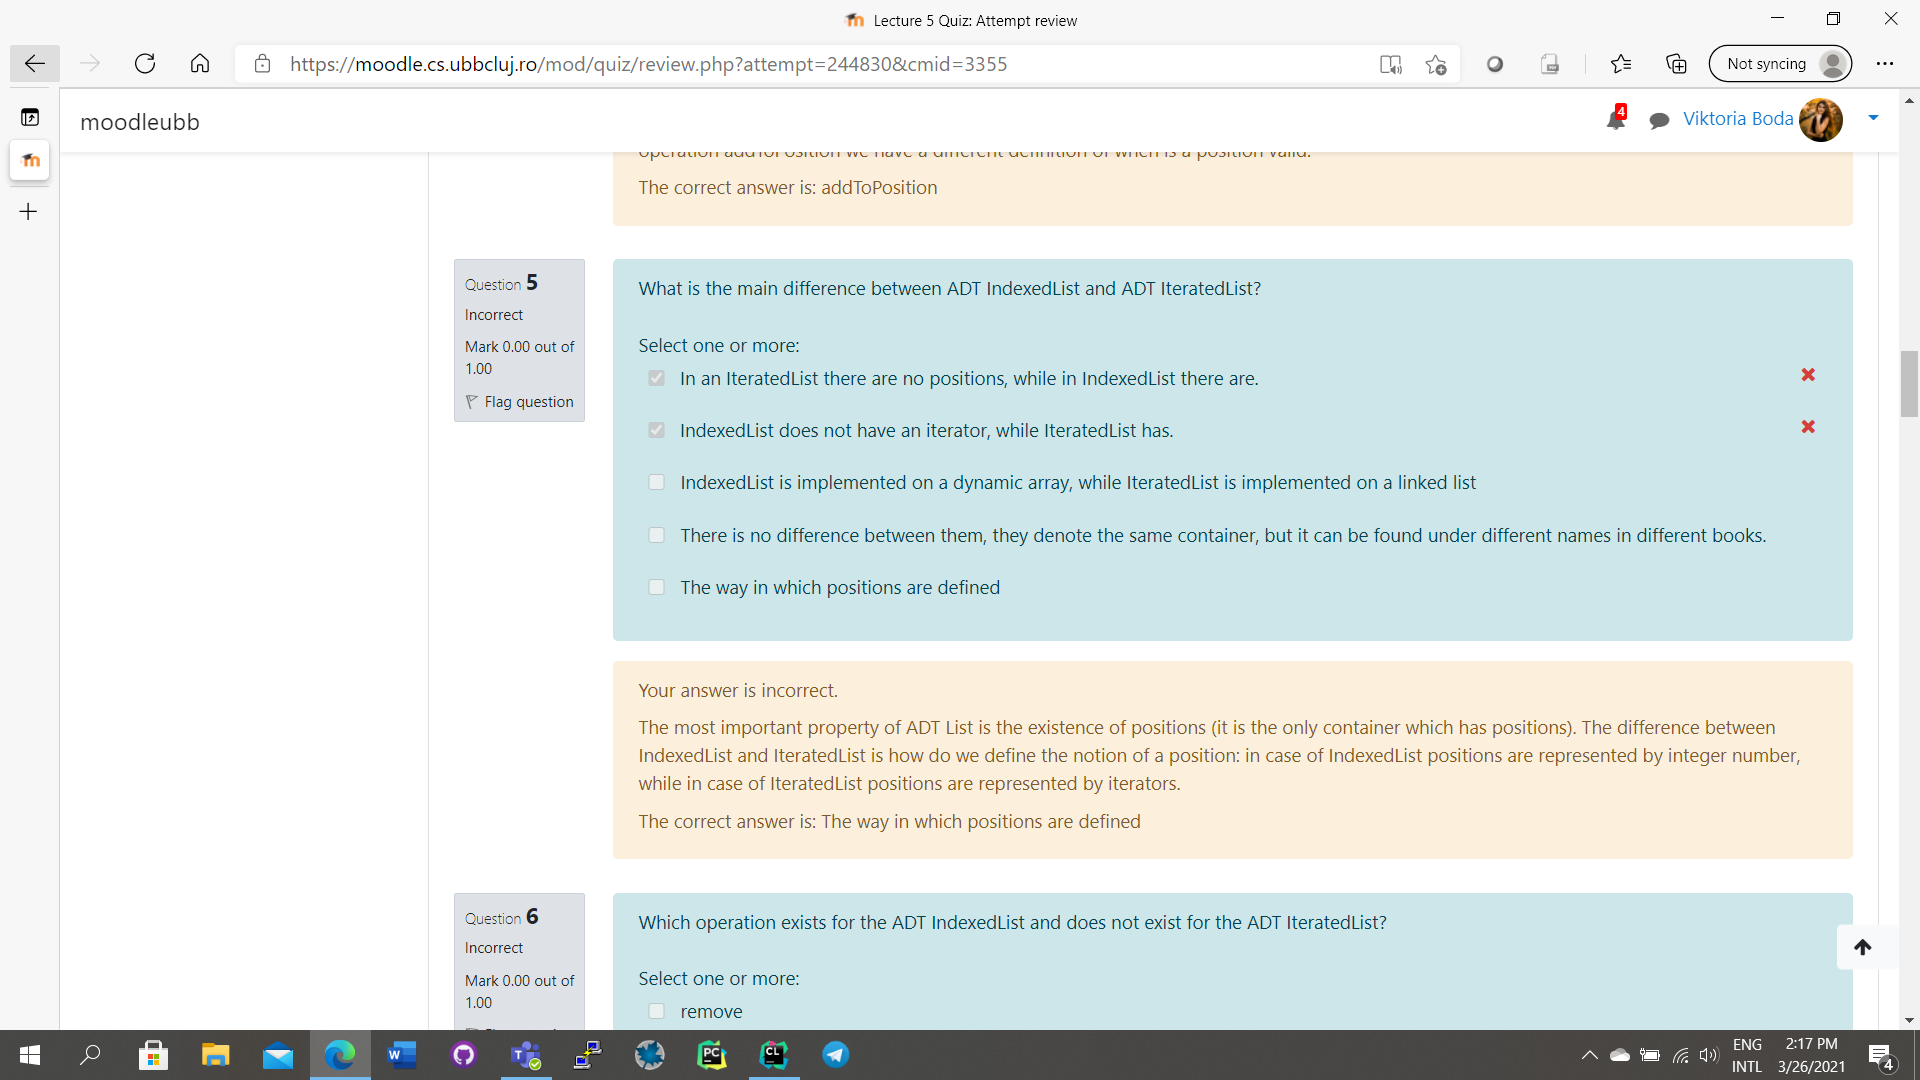 Lecture 5 Quiz: Attempt review
https://moodle.cs.ubbcluj.ro/mod/quiz/review.php?attempt=244830&cmid=3355
Not syncing
moodleubb
4
Viktoria Boda
operation addToPosition we have a different definition of when is a position valid.
The correct answer is: addToPosition
Question 5
Incorrect
Mark 0.00 out of
1.00
Flag question
What is the main difference between ADT IndexedList and ADT IteratedList?
Select one or more:
In an IteratedList there are no positions, while in IndexedList there are.
IndexedList does not have an iterator, while IteratedList has.
IndexedList is implemented on a dynamic array, while IteratedList is implemented on a linked list
There is no difference between them, they denote the same container, but it can be found under different names in different books.
The way in which positions are defined
Your answer is incorrect.
The most important property of ADT List is the existence of positions (it is the only container which has positions). The difference between
IndexedList and IteratedList is how do we define the notion of a position: in case of IndexedList positions are represented by integer number,
while in case of IteratedList positions are represented by iterators.
The correct answer is: The way in which positions are defined
Question 6
Incorrect
Mark 0.00 out of
1.00
Which operation exists for the ADT IndexedList and does not exist for the ADT IteratedList?
Select one or more:
remove
ENG
INTL
2:17 PM
3/26/2021
4